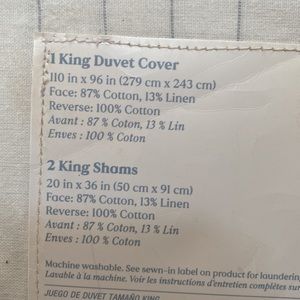 1 King Duvet Cover
110 in x 96 in (279 cm x 243 cm)
Face: 87% Cotton, 13% Linen
Reverse: 100% Cotton
Avant : 87 % Coton, 13 % Lin
Enves : 100 % Coton
2 King Shams
20 in x 36 in (50 cm x 91 cm)
Face: 87% Cotton, 13% Linen
Reverse: 100% Cotton
Avant : 87 % Coton, 13 % Lin
Enves : 100 % Coton
Machine washable. See sewn-in label on product for laundering
Lavable à la machine. Voir les instructions d'entretien complètes sur
JUEGO DE DUVET TAMAÑO KING